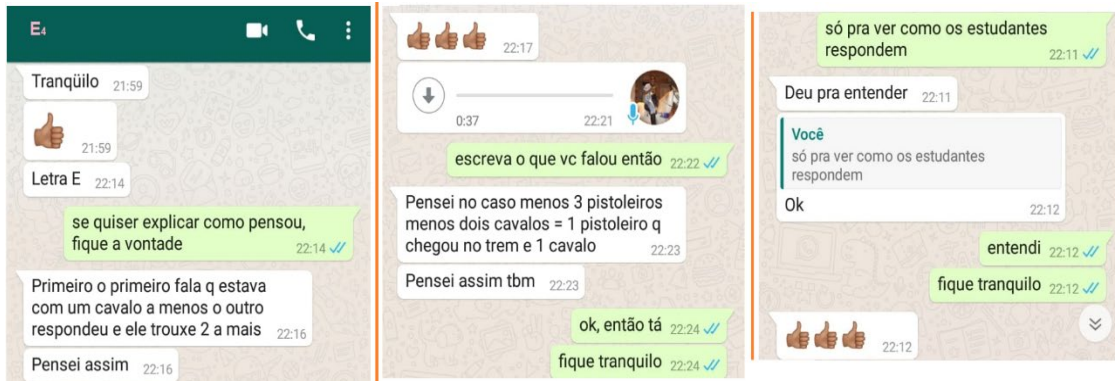 E4
Tranqüilo 21:59
21:59
Letra E 22:14
se quiser explicar como pensou,
fique a vontade 22:14
Primeiro o primeiro fala q estava
com um cavalo a menos o outro
respondeu e ele trouxe 2 a mais 22:16
Pensei assim 22:16
22:17
0:37 22:21
escreva o que vc falou então 22:22
Pensei no caso menos 3 pistoleiros
menos dois cavalos = 1 pistoleiro q
chegou no trem e 1 cavalo 22:23
Pensei assim tbm 22:23
ok, então tá 22:24
fique tranquilo 22:24
só pra ver como os estudantes
respondem 22:11
Deu pra entender 22:11
Você
só pra ver como os estudantes
respondem
Ok 22:12
entendi 22:12
fique tranquilo 22:12
22:12